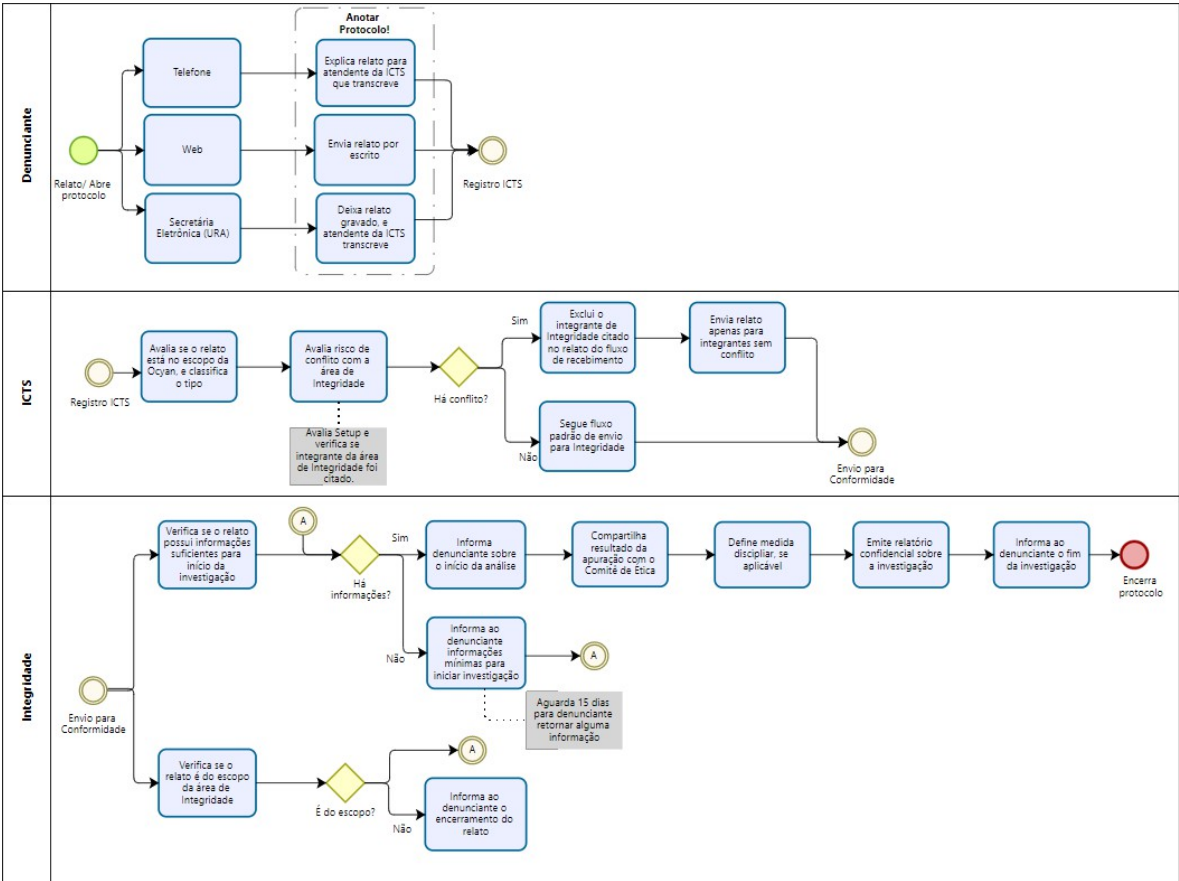 Denunciante
Anotar
Protocolo!
Relato/ Abre
protocolo
Telefone
Explica relato para
atendente da ICTS
que transcreve
Web
Envia relato por
escrito
Secretária
Eletrônica (URA)
Deixa relato
gravado, e
atendente da ICTS
transcreve
Registro ICTS
ICTS
Registro ICTS
Avalia se o relato
está no escopo da
Ocyan, e classifica
o tipo
Avalia risco de
conflito com a
área de
Integridade
Avalia Setup e
verifica se
integrante da área
de Integridade foi
citado.
Há conflito?
Sim
Exclui o
integrante de
Integridade citado
no relato do fluxo
de recebimento
Envia relato
apenas para
integrantes sem
conflito
Não
Segue fluxo
padrão de envio
para Integridade
Envio para
Conformidade
Integridade
Envio para
Conformidade
Verifica se o relato
possui informações
suficientes para
início da
investigação
A
Há
informações?
Sim
Informa
denunciante sobre
o início da análise
Compartilha
resultado da
apuração com o
Comitê de Ética
Define medida
discipliar, se
aplicável
Emite relatório
confidencial sobre
a investigação
Informa ao
denunciante o fim
da investigação
Encerra
protocolo
Não
Informa ao
denunciante
informações
mínimas para
iniciar investigação
A
Aguarda 15 dias
para denunciante
retornar alguma
informação
Verifica se o
relato é do escopo
da área de
Integridade
É do escopo?
A
Não
Informa ao
denunciante o
encerramento do
relato